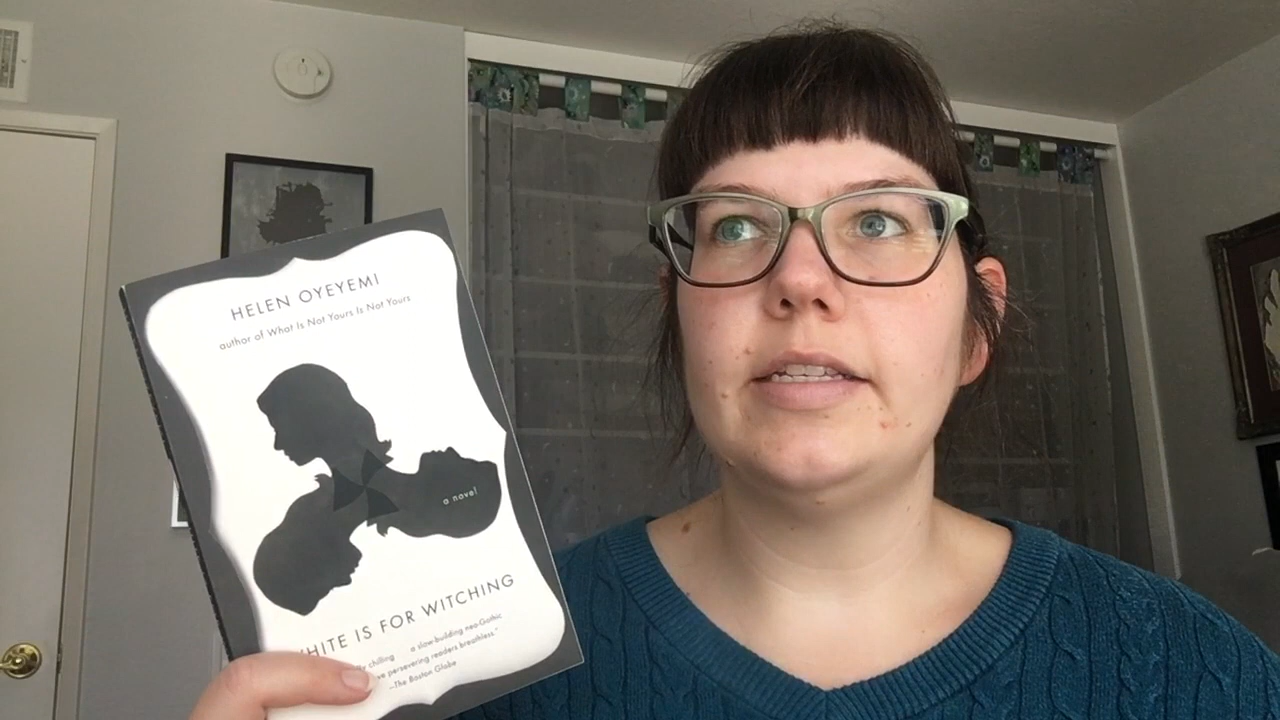 HELEN OYEYEMI
author of What Is Not Yours Is Not Yours
a novel
WHITE IS FOR WITCHING
chilling a slow-building neo-Gothic
persevering readers breathless."
—The Boston Globe